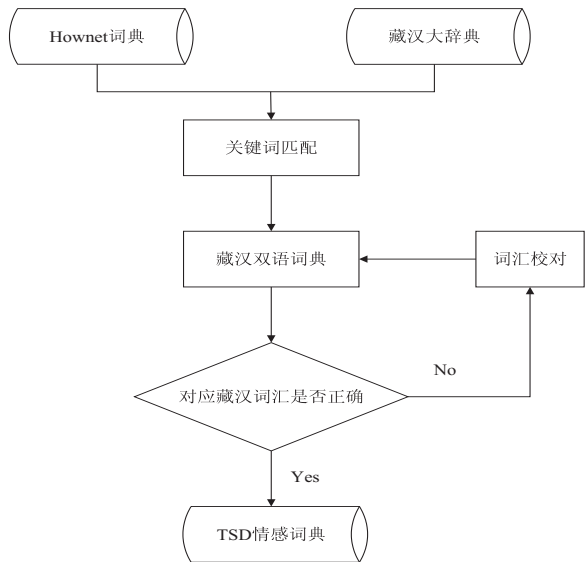 Hownet词典
藏汉大辞典
关键词匹配
藏汉双语词典
词汇校对
对应藏汉词汇是否正确
No
Yes
TSD情感词典